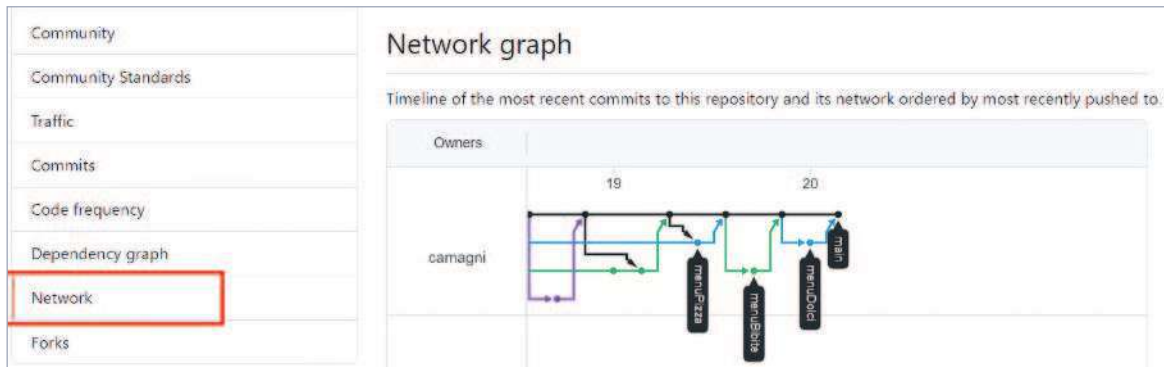 Community
Community Standards
Traffic
Commits
Code frequency
Dependency graph
Network
Forks
Network graph
Timeline of the most recent commits to this repository and its network ordered by most recently pushed to.
Owners
19
20
camagni
menuPizza
menuBibite
menuDolci
main